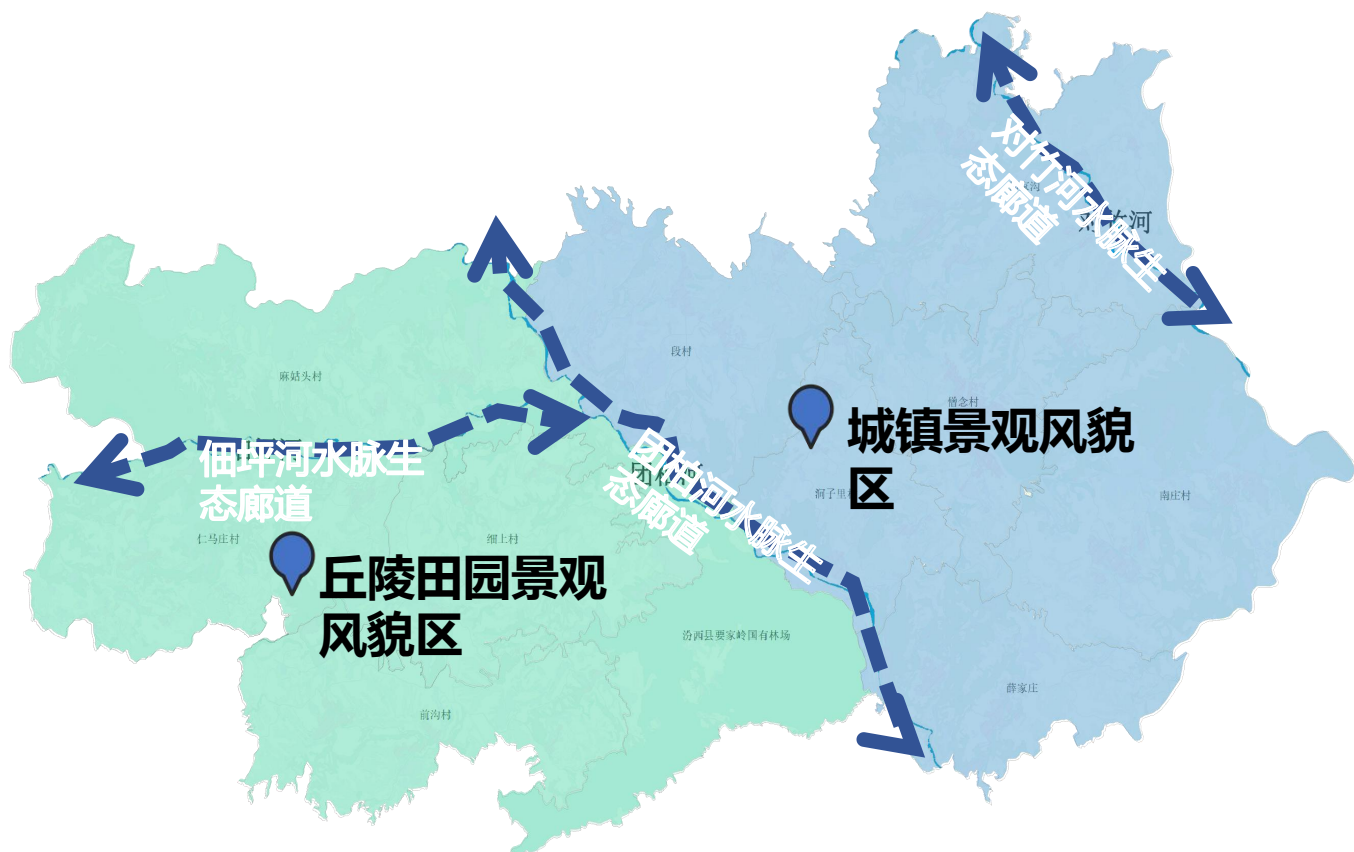 对竹河水脉生
态廊道
段村
麻姑头村
僧念村
城镇景观风貌
区
佃坪河水脉生
态廊道
团柏河水脉生
态廊道
南庄村
仁马庄村
细上村
丘陵田园景观
风貌区
汾西县要家岭国有林场
薛家庄
前沟村